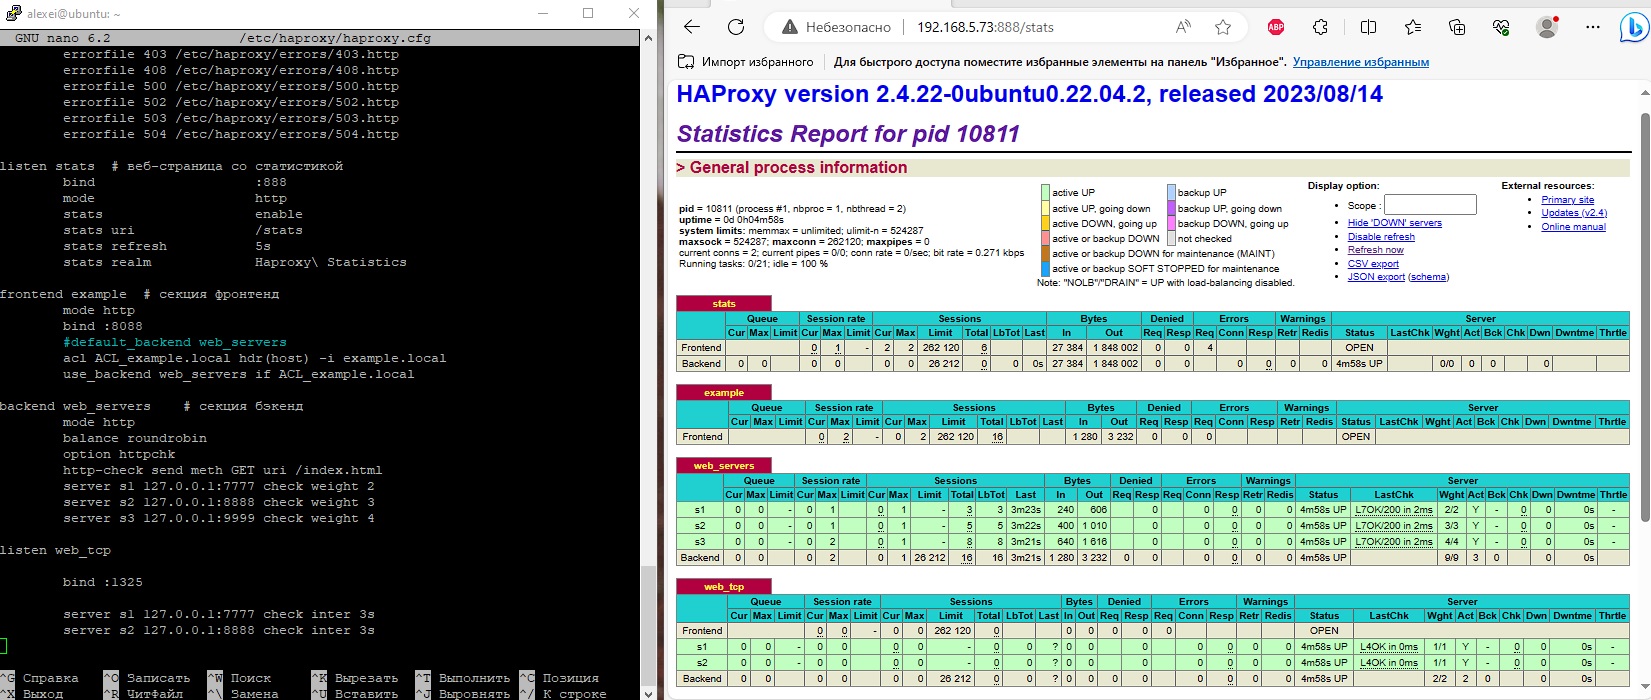 alexei@ubuntu: ~
GNU nano 6.2 /etc/haproxy/haproxy.cfg
errorfile 403 /etc/haproxy/errors/403.http
errorfile 408 /etc/haproxy/errors/408.http
errorfile 500 /etc/haproxy/errors/500.http
errorfile 502 /etc/haproxy/errors/502.http
errorfile 503 /etc/haproxy/errors/503.http
errorfile 504 /etc/haproxy/errors/504.http
listen stats # веб-страница со статистикой
bind :888
mode http
stats enable
stats uri /stats
stats refresh 5s
stats realm Haproxy\ Statistics
frontend example # секция фронтенд
mode http
bind :8088
#default_backend web_servers
acl ACL_example.local hdr(host) -i example.local
use_backend web_servers if ACL_example.local
backend web_servers # секция бэкенд
mode http
balance roundrobin
option httpchk
http-check send meth GET uri /index.html
server s1 127.0.0.1:7777 check weight 2
server s2 127.0.0.1:8888 check weight 3
server s3 127.0.0.1:9999 check weight 4
listen web_tcp
bind :1325
server s1 127.0.0.1:7777 check inter 3s
server s2 127.0.0.1:8888 check inter 3s
^G Справка ^O Записать ^W Поиск ^K Вырезать ^T Выполнить ^C Позиция
^X Выход ^R ЧитФайл ^\ Замена ^U Вставить ^J Выровнять ^/ К строке
Небезопасно 192.168.5.73:888/stats
ABP
Импорт избранного Для быстрого доступа поместите избранные элементы на панель "Избранное". Управление избранным
HAProxy version 2.4.22-0ubuntu0.22.04.2, released 2023/08/14
Statistics Report for pid 10811
> General process information
pid = 10811 (process #1, nbproc = 1, nbthread = 2)
uptime = 0d 0h04m58s
system limits: memmax = unlimited; ulimit-n = 524287
maxsock = 524287; maxconn = 262120; maxpipes = 0
current conns = 2; current pipes = 0/0; conn rate = 0/sec; bit rate = 0.271 kbps
Running tasks: 0/21; idle = 100 %
active UP backup UP
active UP, going down backup UP, going down
active DOWN, going up backup DOWN, going up
active or backup DOWN not checked
active or backup DOWN for maintenance (MAINT)
active or backup SOFT STOPPED for maintenance
Note: "NOLB"/"DRAIN" = UP with load-balancing disabled.
Display option:
Scope :
Hide 'DOWN' servers
Disable refresh
Refresh now
CSV export
JSON export (schema)
External resources:
Primary site
Updates (v2.4)
Online manual
stats
Queue Session rate Sessions Bytes Denied Errors Warnings Server
Cur Max Limit Cur Max Limit Cur Max Limit Total LbTot Last In Out Req Resp Req Conn Resp Retr Redis Status LastChk Wght Act Bck Chk Dwn Dwntme Thrtle
Frontend 0 1 - 2 2 262 120 6 27 384 1 848 002 0 0 4 OPEN
Backend 0 0 0 0 0 0 26 212 0 0 0s 27 384 1 848 002 0 0 0 0 0 0 4m58s UP 0/0 0 0 0
example
Queue Session rate Sessions Bytes Denied Errors Warnings Server
Cur Max Limit Cur Max Limit Cur Max Limit Total LbTot Last In Out Req Resp Req Conn Resp Retr Redis Status LastChk Wght Act Bck Chk Dwn Dwntme Thrtle
Frontend 0 2 - 0 2 262 120 16 1 280 3 232 0 0 0 OPEN
web_servers
Queue Session rate Sessions Bytes Denied Errors Warnings Server
Cur Max Limit Cur Max Limit Cur Max Limit Total LbTot Last In Out Req Resp Req Conn Resp Retr Redis Status LastChk Wght Act Bck Chk Dwn Dwntme Thrtle
s1 0 0 - 0 1 0 1 - 3 3 3m23s 240 606 0 0 0 0 0 4m58s UP L7OK/200 in 2ms 2/2 Y - 0 0 0s -
s2 0 0 - 0 1 0 1 - 5 5 3m22s 400 1 010 0 0 0 0 0 4m58s UP L7OK/200 in 2ms 3/3 Y - 0 0 0s -
s3 0 0 - 0 2 0 1 - 8 8 3m21s 640 1 616 0 0 0 0 0 4m58s UP L7OK/200 in 2ms 4/4 Y - 0 0 0s -
Backend 0 0 0 2 0 1 26 212 16 16 3m21s 1 280 3 232 0 0 0 0 0 0 4m58s UP 9/9 3 0 0 0s
web_tcp
Queue Session rate Sessions Bytes Denied Errors Warnings Server
Cur Max Limit Cur Max Limit Cur Max Limit Total LbTot Last In Out Req Resp Req Conn Resp Retr Redis Status LastChk Wght Act Bck Chk Dwn Dwntme Thrtle
Frontend 0 0 - 0 0 262 120 0 0 0 0 0 0 OPEN
s1 0 0 - 0 0 0 0 - 0 0 ? 0 0 0 0 0 0 0 4m58s UP L4OK in 0ms 1/1 Y - 0 0 0s -
s2 0 0 - 0 0 0 0 - 0 0 ? 0 0 0 0 0 0 0 4m58s UP L4OK in 0ms 1/1 Y - 0 0 0s -
Backend 0 0 0 0 0 0 26 212 0 0 ? 0 0 0 0 0 0 0 0 4m58s UP 2/2 2 0 0 0s